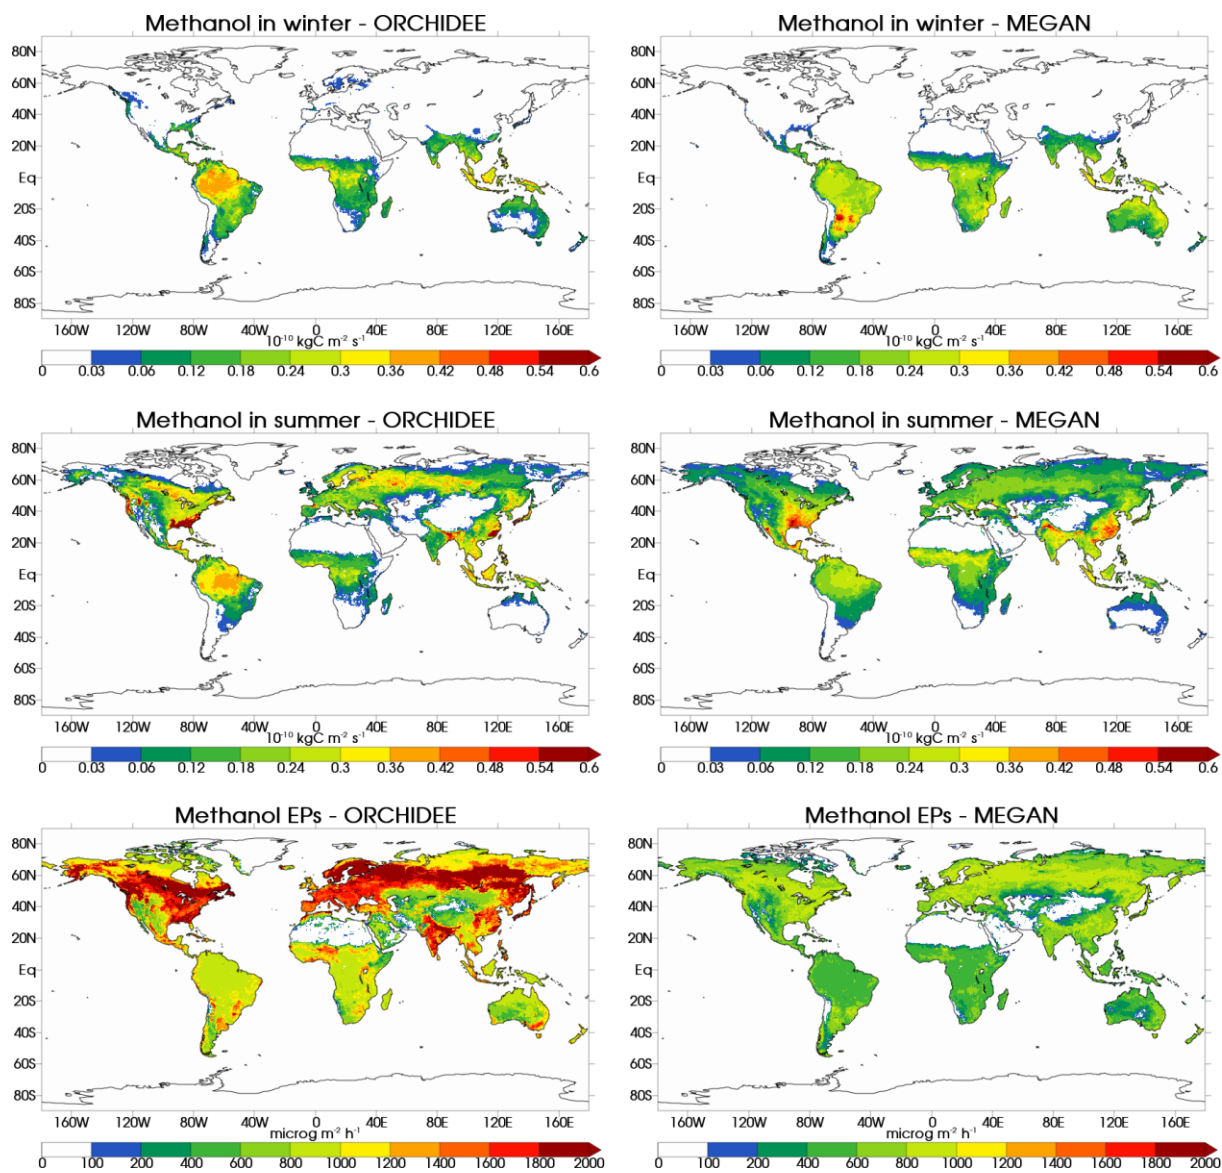 Methanol in winter - ORCHIDEE
80N
60N
40N
20N
Eq
20S
40S
60S
80S
160W 120W 80W 40W 0 40E 80E 120E 160E
10⁻¹⁰ kgC m⁻² s⁻¹
0 0.03 0.06 0.12 0.18 0.24 0.3 0.36 0.42 0.48 0.54 0.6
Methanol in winter - MEGAN
80N
60N
40N
20N
Eq
20S
40S
60S
80S
160W 120W 80W 40W 0 40E 80E 120E 160E
10⁻¹⁰ kgC m⁻² s⁻¹
0 0.03 0.06 0.12 0.18 0.24 0.3 0.36 0.42 0.48 0.54 0.6
Methanol in summer - ORCHIDEE
80N
60N
40N
20N
Eq
20S
40S
60S
80S
160W 120W 80W 40W 0 40E 80E 120E 160E
10⁻¹⁰ kgC m⁻² s⁻¹
0 0.03 0.06 0.12 0.18 0.24 0.3 0.36 0.42 0.48 0.54 0.6
Methanol in summer - MEGAN
80N
60N
40N
20N
Eq
20S
40S
60S
80S
160W 120W 80W 40W 0 40E 80E 120E 160E
10⁻¹⁰ kgC m⁻² s⁻¹
0 0.03 0.06 0.12 0.18 0.24 0.3 0.36 0.42 0.48 0.54 0.6
Methanol EPs - ORCHIDEE
80N
60N
40N
20N
Eq
20S
40S
60S
80S
160W 120W 80W 40W 0 40E 80E 120E 160E
microg m⁻² h⁻¹
0 100 200 400 600 800 1000 1200 1400 1600 1800 2000
Methanol EPs - MEGAN
80N
60N
40N
20N
Eq
20S
40S
60S
80S
160W 120W 80W 40W 0 40E 80E 120E 160E
microg m⁻² h⁻¹
0 100 200 400 600 800 1000 1200 1400 1600 1800 2000